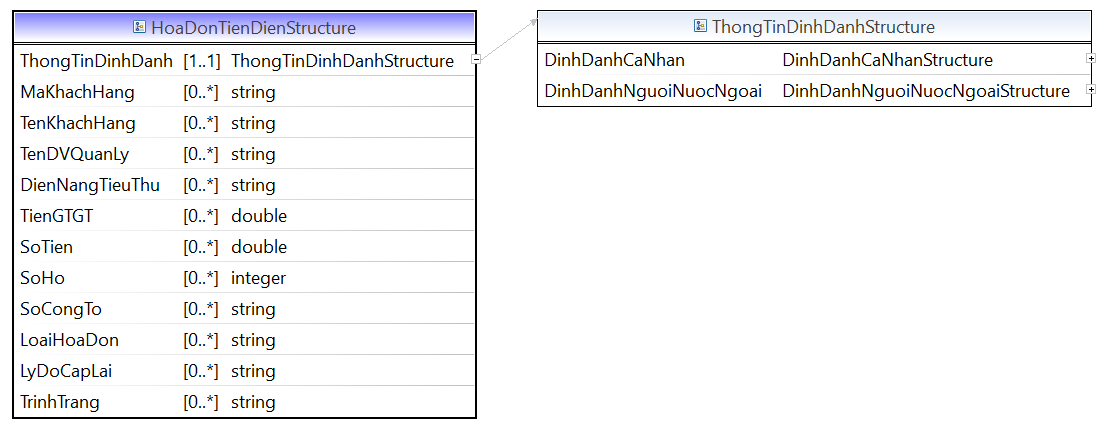 HoaDonTienDienStructure
ThongTinDinhDanh [1..1] ThongTinDinhDanhStructure
MaKhachHang [0..*] string
TenKhachHang [0..*] string
TenDVQuanLy [0..*] string
DienNangTieuThu [0..*] string
TienGTGT [0..*] double
SoTien [0..*] double
SoHo [0..*] integer
SoCongTo [0..*] string
LoaiHoaDon [0..*] string
LyDoCapLai [0..*] string
TrinhTrang [0..*] string
ThongTinDinhDanhStructure
DinhDanhCaNhan DinhDanhCaNhanStructure
DinhDanhNguoiNuocNgoai DinhDanhNguoiNuocNgoaiStructure